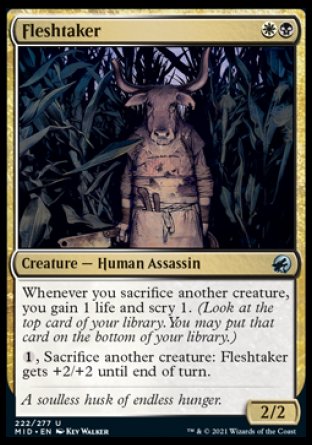 Fleshtaker
Creature — Human Assassin
Whenever you sacrifice another creature,
you gain 1 life and scry 1. (Look at the
top card of your library. You may put that
card on the bottom of your library.)
1, Sacrifice another creature: Fleshtaker
gets +2/+2 until end of turn.
A soulless husk of endless hunger.
2/2
222/277 U
MID • EN Key Walker
™ & © 2021 Wizards of the Coast